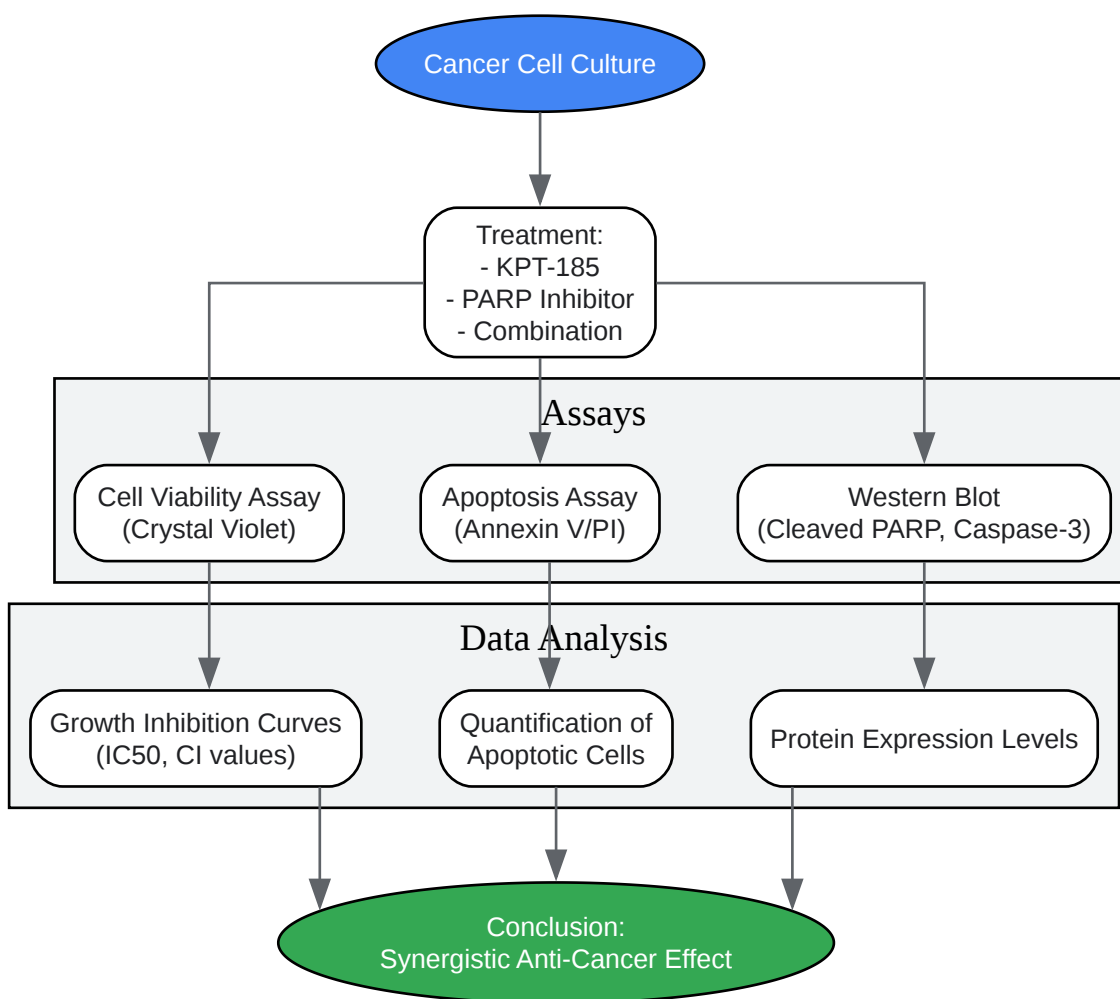 Cancer Cell Culture
Treatment:
- KPT-185
- PARP Inhibitor
- Combination
Assays
Cell Viability Assay
(Crystal Violet)
Apoptosis Assay
(Annexin V/PI)
Western Blot
(Cleaved PARP, Caspase-3)
Data Analysis
Growth Inhibition Curves
(IC50, CI values)
Quantification of
Apoptotic Cells
Protein Expression Levels
Conclusion:
Synergistic Anti-Cancer Effect